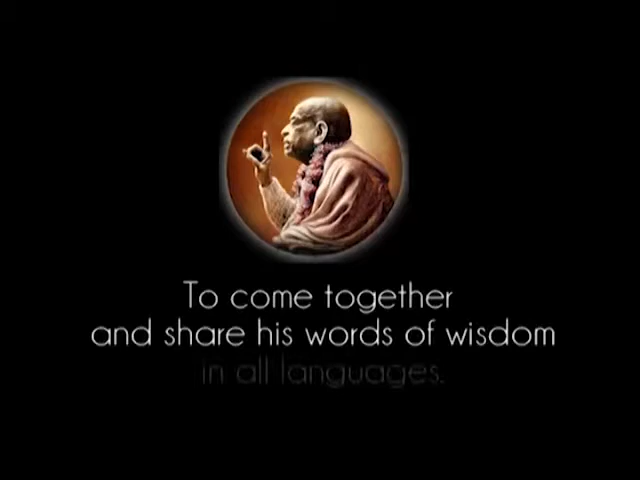 To come together
and share his words of wisdom
in all languages.